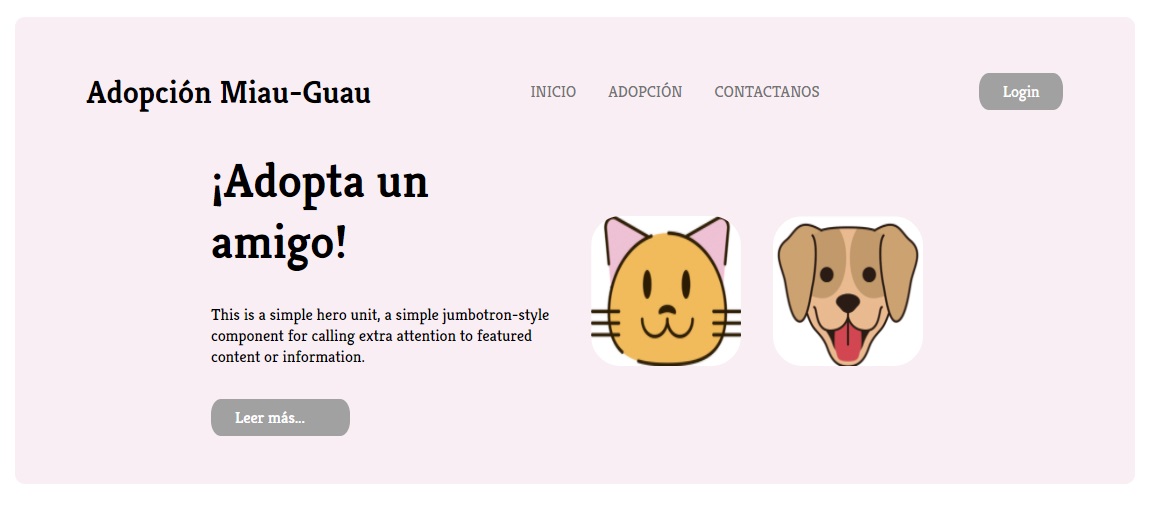 Adopción Miau-Guau
INICIO ADOPCIÓN CONTACTANOS
Login
¡Adopta un
amigo!
This is a simple hero unit, a simple jumbotron-style
component for calling extra attention to featured
content or information.
Leer más...